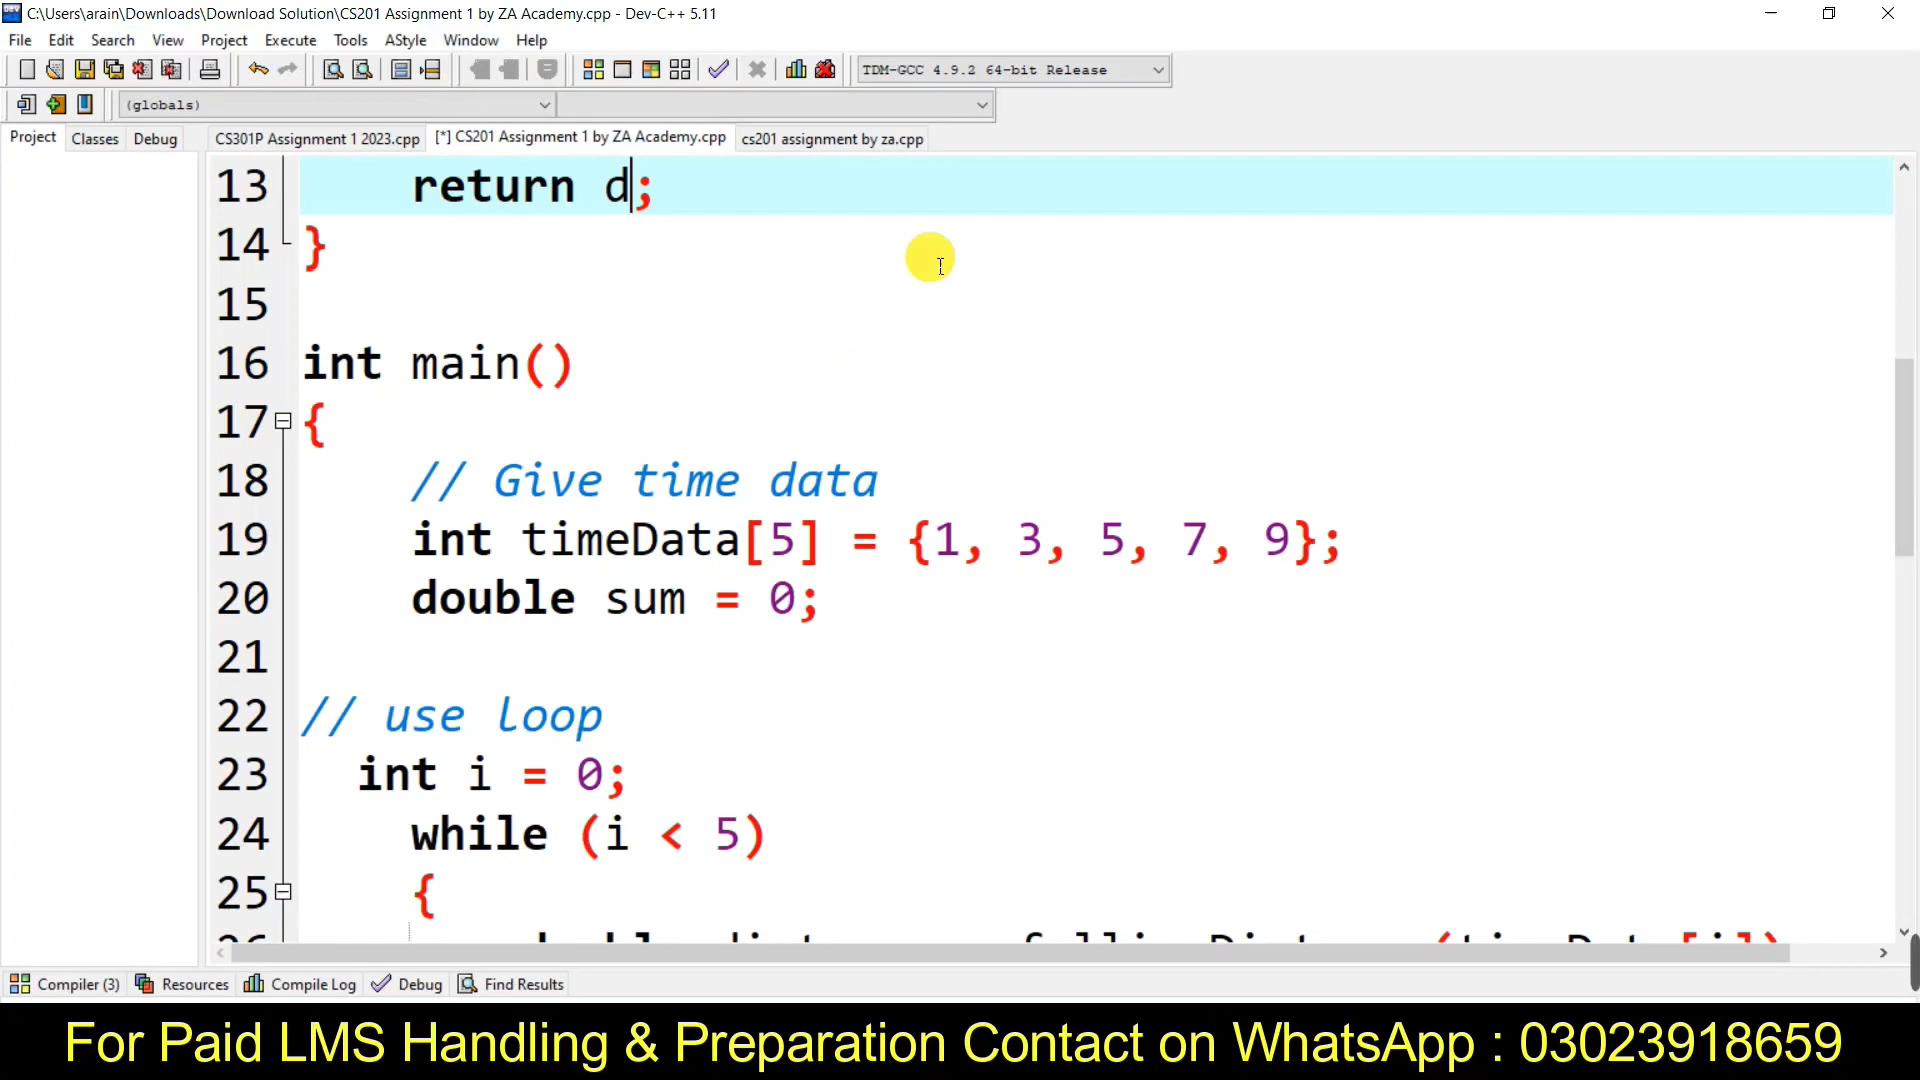 C:\Users\arain\Downloads\Download Solution\CS201 Assignment 1 by ZA Academy.cpp - Dev-C++ 5.11
File Edit Search View Project Execute Tools AStyle Window Help
TDM-GCC 4.9.2 64-bit Release
(globals)
Project Classes Debug CS301P Assignment 1 2023.cpp [*] CS201 Assignment 1 by ZA Academy.cpp cs201 assignment by za.cpp
13 return d;
14 }
15
16 int main()
17 {
18 // Give time data
19 int timeData[5] = {1, 3, 5, 7, 9};
20 double sum = 0;
21
22 // use loop
23 int i = 0;
24 while (i < 5)
25 {
Compiler (3) Resources Compile Log Debug Find Results
For Paid LMS Handling & Preparation Contact on WhatsApp : 03023918659